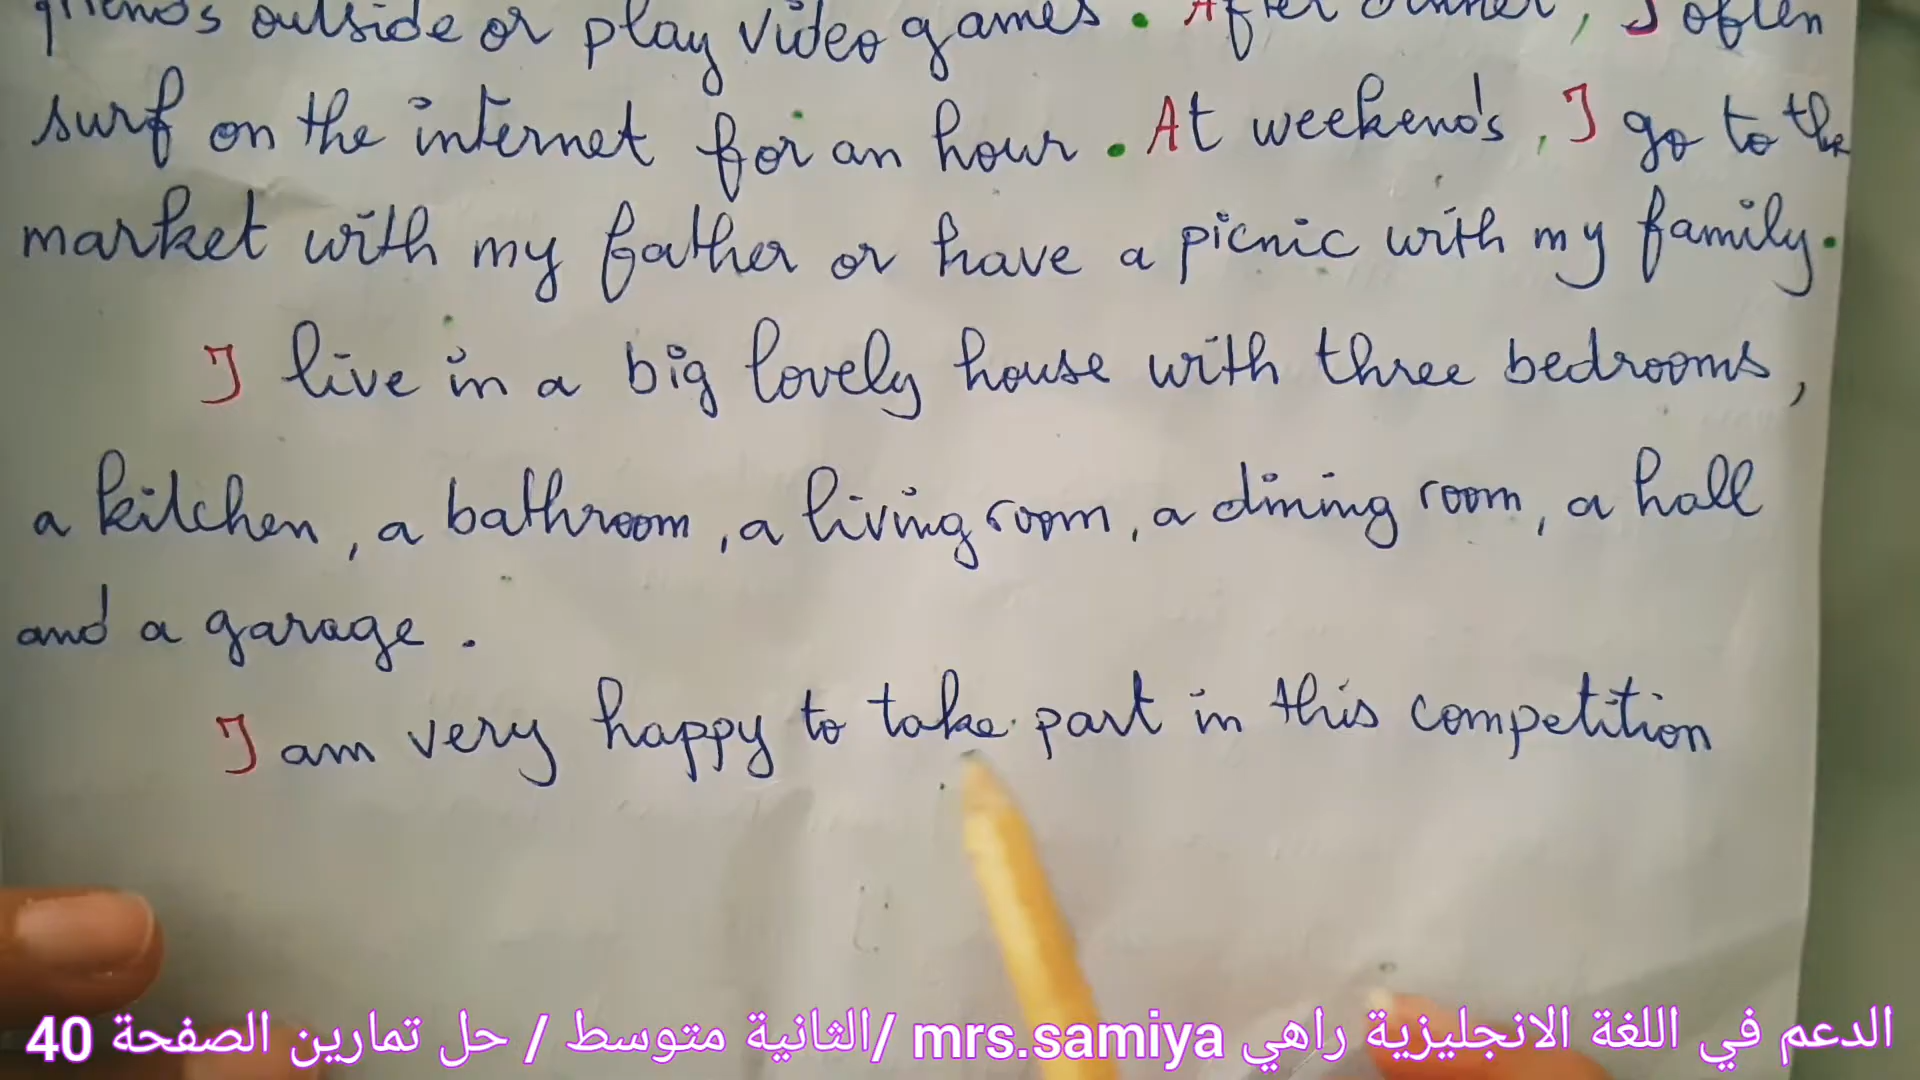 friends outside or play video games. After dinner, I often
surf on the internet for an hour. At weekends, I go to the
market with my father or have a picnic with my family.
I live in a big lovely house with three bedrooms,
a kitchen, a bathroom, a living room, a dining room, a hall
and a garage.
I am very happy to take part in this competition
الدعم في اللغة الانجليزية راهي mrs.samiya /الثانية متوسط / حل تمارين الصفحة 40